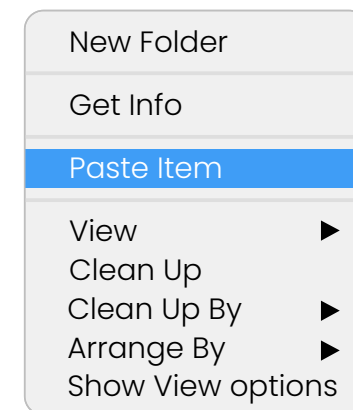 New Folder
Get Info
Paste Item
View
Clean Up
Clean Up By
Arrange By
Show View options